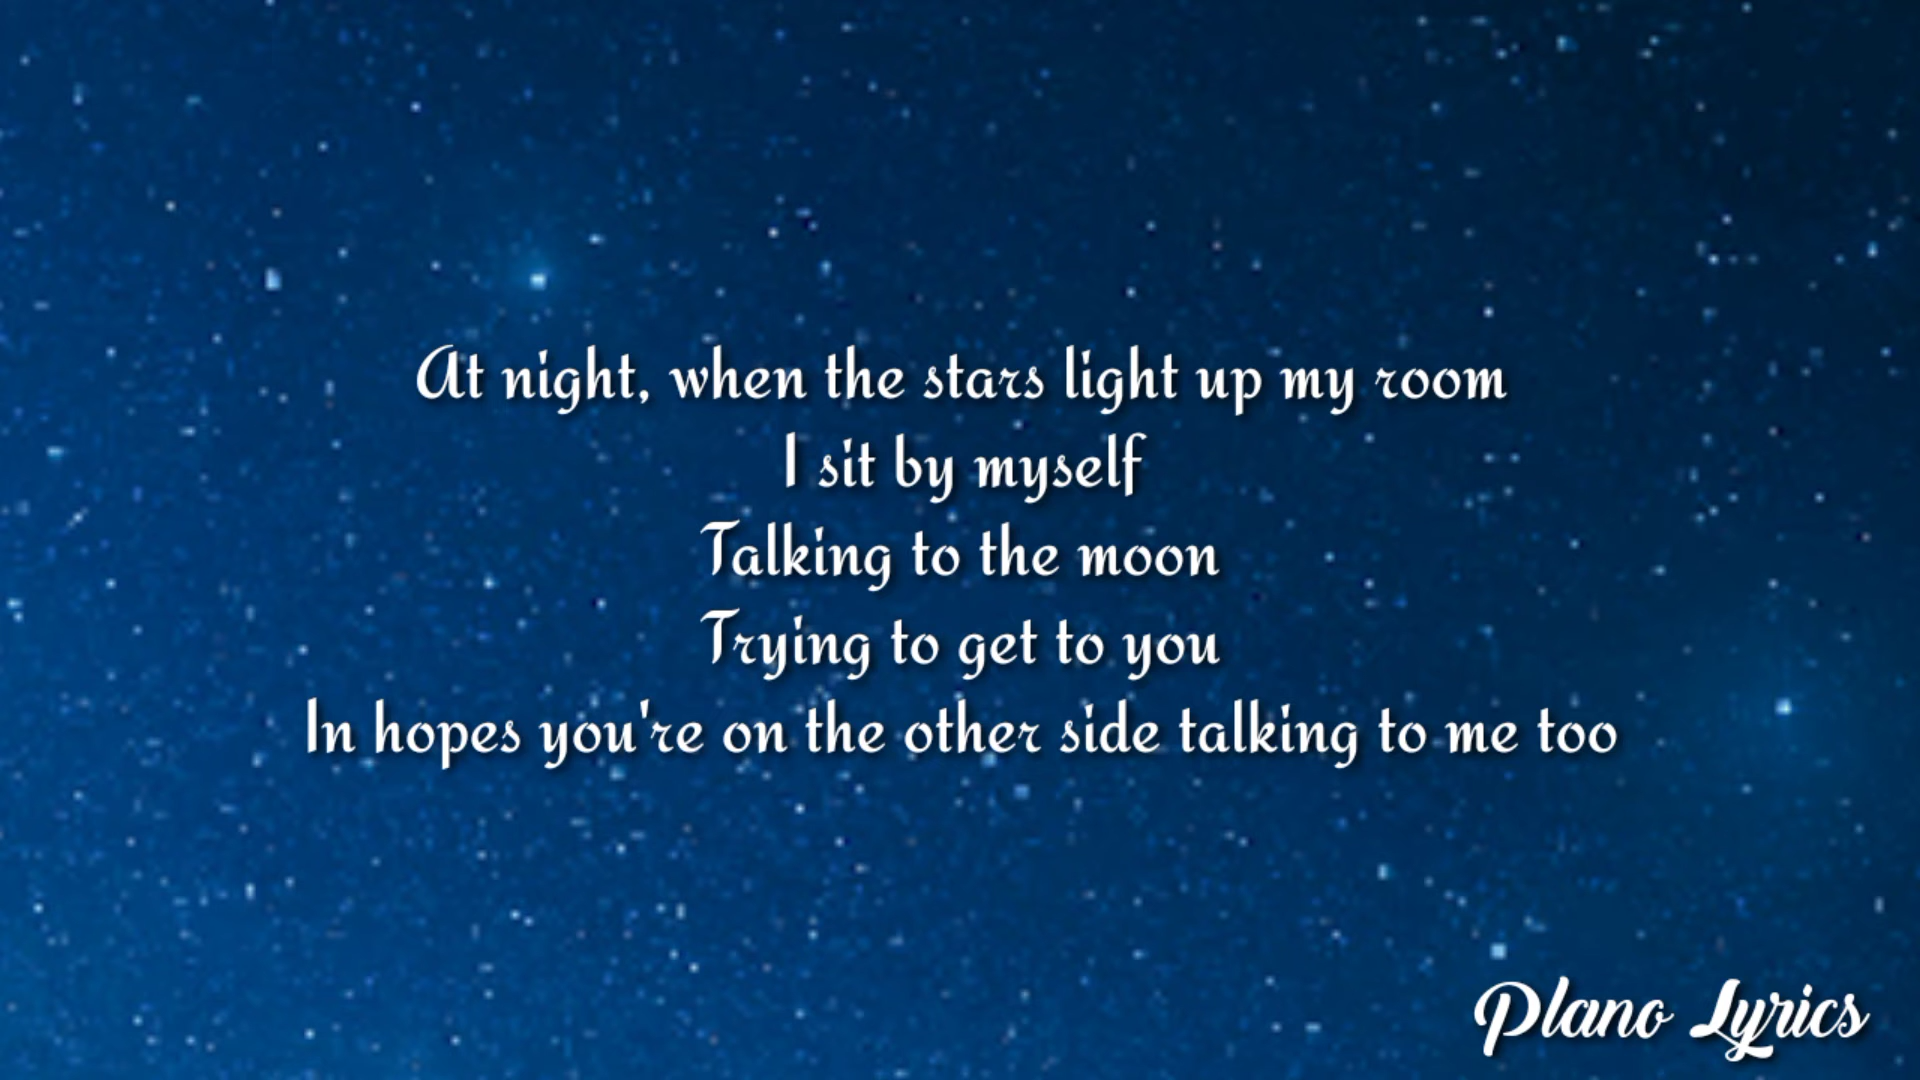 At night, when the stars light up my room
I sit by myself
Talking to the moon
Trying to get to you
In hopes you're on the other side talking to me too
Plano Lyrics